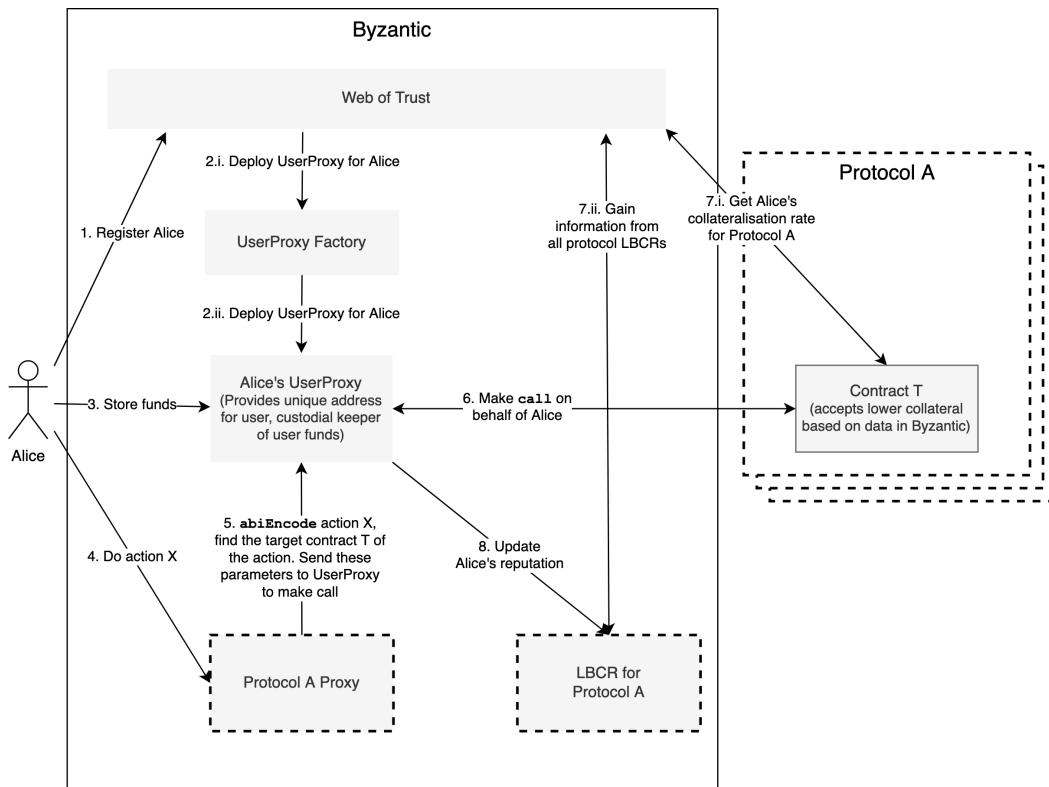 Byzantic
Web of Trust
2.i. Deploy UserProxy for Alice
Protocol A
7.i. Get Alice's
collateralisation rate
for Protocol A
7.ii. Gain
information from
all protocol LBCRs
1. Register Alice
UserProxy Factory
2.ii. Deploy UserProxy for Alice
Alice's UserProxy
(Provides unique address
for user, custodial keeper
of user funds)
3. Store funds
6. Make call on
behalf of Alice
Contract T
(accepts lower collateral
based on data in Byzantic)
Alice
5. abiEncode action X,
find the target contract T of
the action. Send these
parameters to UserProxy
to make call
4. Do action X
8. Update
Alice's reputation
Protocol A Proxy
LBCR for
Protocol A